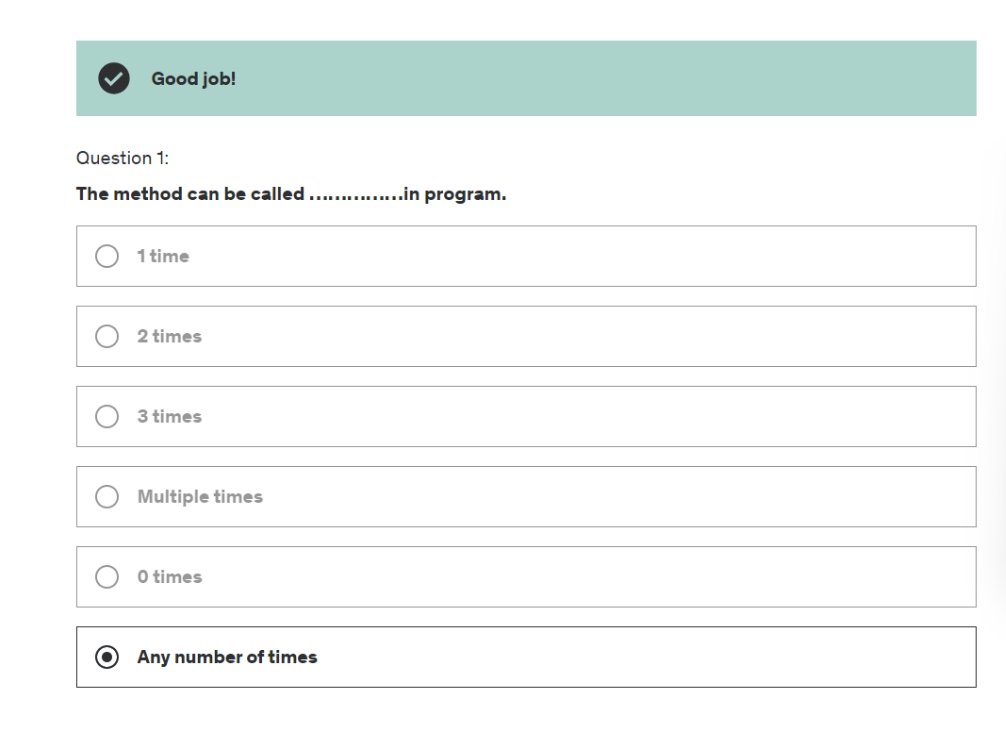 Good job!
Question 1:
The method can be called ...............in program.
1 time
2 times
3 times
Multiple times
0 times
Any number of times